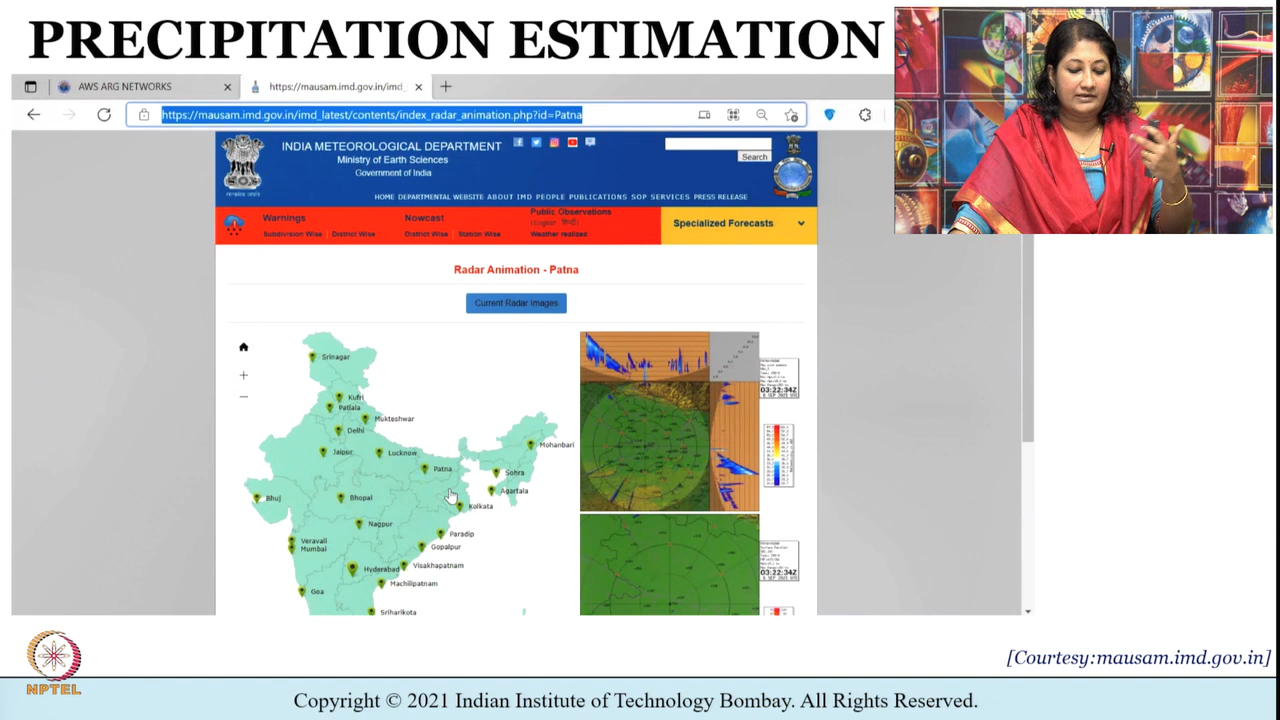 PRECIPITATION ESTIMATION
AWS ARG NETWORKS
https://mausam.imd.gov.in/imd_
https://mausam.imd.gov.in/imd_latest/contents/index_radar_animation.php?id=Patna
INDIA METEOROLOGICAL DEPARTMENT
Ministry of Earth Sciences
Government of India
Search
HOME DEPARTMENTAL WEBSITE ABOUT IMD PEOPLE PUBLICATIONS SOP SERVICES PRESS RELEASE
Warnings
Subdivision Wise District Wise
Nowcast
District Wise Station Wise
Public Observations
Weather realized
Specialized Forecasts
Radar Animation - Patna
Current Radar Images
Srinagar
Kufri
Patiala
Mukteshwar
Delhi
Jaipur
Lucknow
Mohanbari
Patna
Sohra
Agartala
Bhuj
Bhopal
Kolkata
Nagpur
Paradip
Veravali
Mumbai
Gopalpur
Hyderabad
Visakhapatnam
Machilipatnam
Goa
Sriharikota
03:22:34Z
03:22:34Z
[Courtesy:mausam.imd.gov.in]
NPTEL
Copyright © 2021 Indian Institute of Technology Bombay. All Rights Reserved.